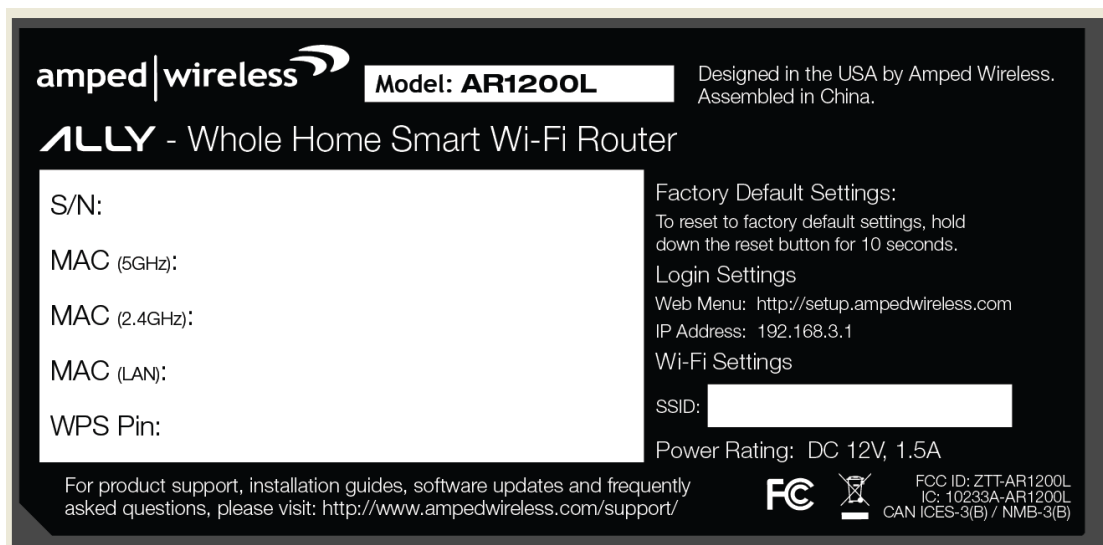 amped|wireless
Model: AR1200L
Designed in the USA by Amped Wireless.
Assembled in China.
ALLY - Whole Home Smart Wi-Fi Router
S/N:
MAC (5GHz):
MAC (2.4GHz):
MAC (LAN):
WPS Pin:
Factory Default Settings:
To reset to factory default settings, hold
down the reset button for 10 seconds.
Login Settings
Web Menu: http://setup.ampedwireless.com
IP Address: 192.168.3.1
Wi-Fi Settings
SSID:
Power Rating: DC 12V, 1.5A
For product support, installation guides, software updates and frequently
asked questions, please visit: http://www.ampedwireless.com/support/
FC
FCC ID: ZTT-AR1200L
IC: 10233A-AR1200L
CAN ICES-3(B) / NMB-3(B)